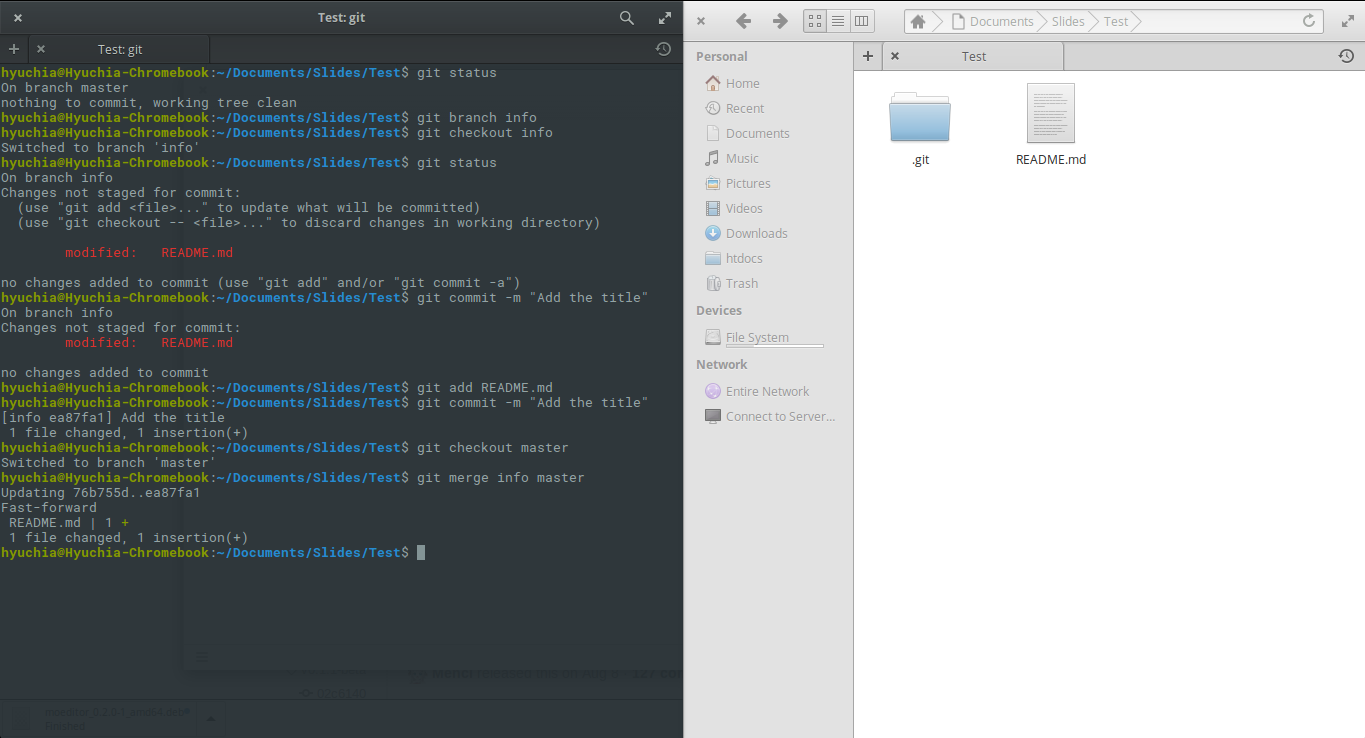 Test: git
Test: git
hyuchia@Hyuchia-Chromebook:~/Documents/Slides/Test$ git status
On branch master
nothing to commit, working tree clean
hyuchia@Hyuchia-Chromebook:~/Documents/Slides/Test$ git branch info
hyuchia@Hyuchia-Chromebook:~/Documents/Slides/Test$ git checkout info
Switched to branch 'info'
hyuchia@Hyuchia-Chromebook:~/Documents/Slides/Test$ git status
On branch info
Changes not staged for commit:
  (use "git add <file>..." to update what will be committed)
  (use "git checkout -- <file>..." to discard changes in working directory)
        modified:   README.md
no changes added to commit (use "git add" and/or "git commit -a")
hyuchia@Hyuchia-Chromebook:~/Documents/Slides/Test$ git commit -m "Add the title"
On branch info
Changes not staged for commit:
        modified:   README.md
no changes added to commit
hyuchia@Hyuchia-Chromebook:~/Documents/Slides/Test$ git add README.md
hyuchia@Hyuchia-Chromebook:~/Documents/Slides/Test$ git commit -m "Add the title"
[info ea87fa1] Add the title
 1 file changed, 1 insertion(+)
hyuchia@Hyuchia-Chromebook:~/Documents/Slides/Test$ git checkout master
Switched to branch 'master'
hyuchia@Hyuchia-Chromebook:~/Documents/Slides/Test$ git merge info master
Updating 76b755d..ea87fa1
Fast-forward
 README.md | 1 +
 1 file changed, 1 insertion(+)
hyuchia@Hyuchia-Chromebook:~/Documents/Slides/Test$
Documents Slides Test
Test
Personal
Home
Recent
Documents
Music
Pictures
Videos
Downloads
htdocs
Trash
Devices
File System
Network
Entire Network
Connect to Server...
.git
README.md